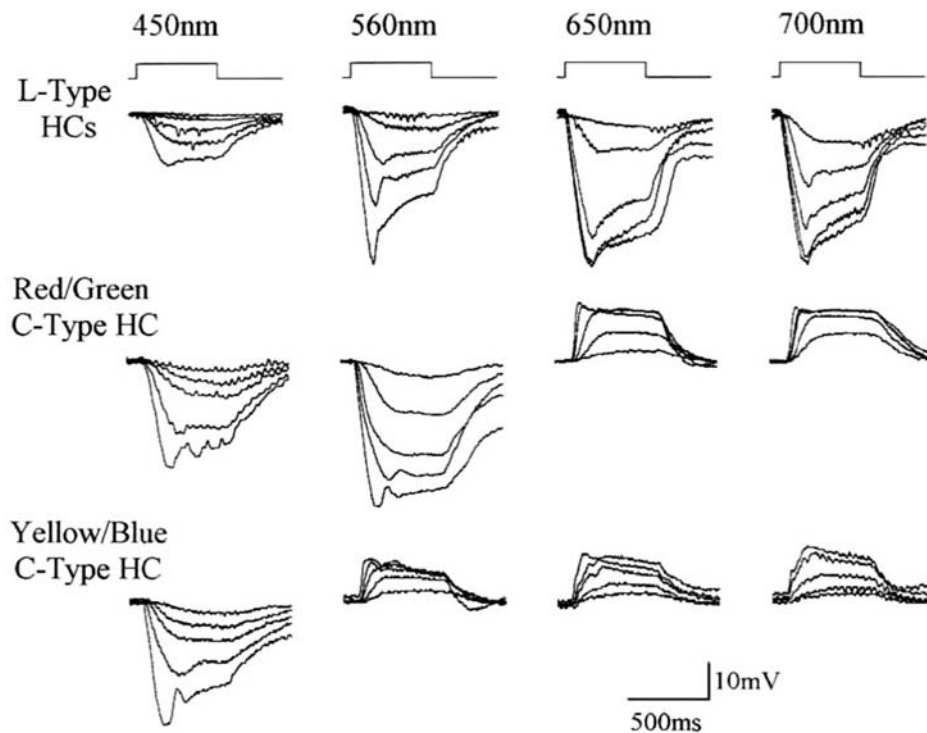 450nm 560nm 650nm 700nm
L-Type
HCs
Red/Green
C-Type HC
Yellow/Blue
C-Type HC
10mV
500ms